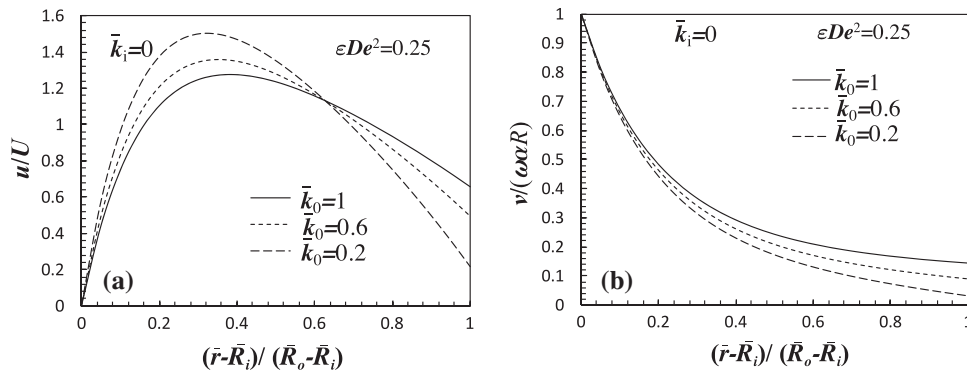 1.6
1.4
1.2
1
0.8
0.6
0.4
0.2
0
u/U
k̄i=0
εDe²=0.25
k̄0=1
k̄0=0.6
k̄0=0.2
(a)
0 0.2 0.4 0.6 0.8 1
(r̄-R̄i)/ (R̄o-R̄i)
1
0.9
0.8
0.7
0.6
0.5
0.4
0.3
0.2
0.1
0
v/(ωαR)
k̄i=0
εDe²=0.25
k̄0=1
k̄0=0.6
k̄0=0.2
(b)
0 0.2 0.4 0.6 0.8 1
(r̄-R̄i)/ (R̄o-R̄i)